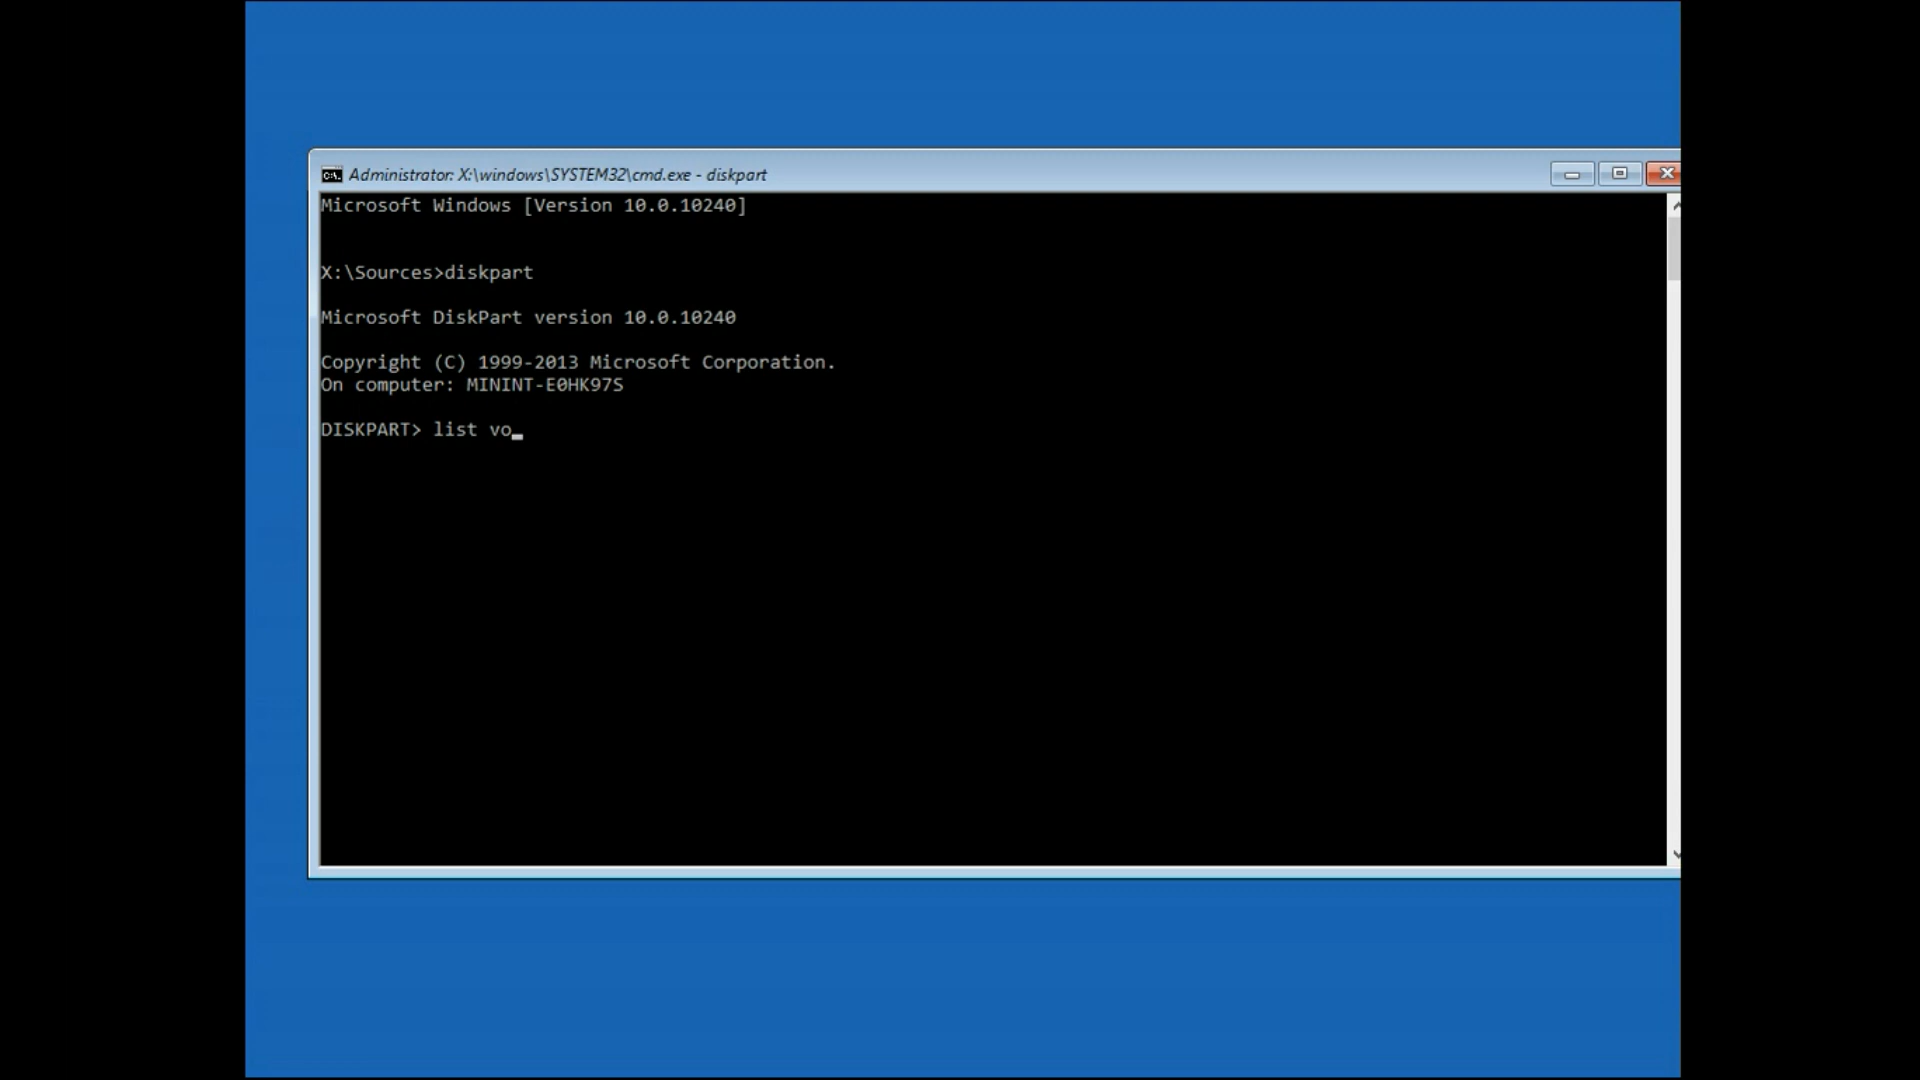 Administrator: X:\windows\SYSTEM32\cmd.exe - diskpart
Microsoft Windows [Version 10.0.10240]
X:\Sources>diskpart
Microsoft DiskPart version 10.0.10240
Copyright (C) 1999-2013 Microsoft Corporation.
On computer: MININT-E0HK97S
DISKPART> list vo_